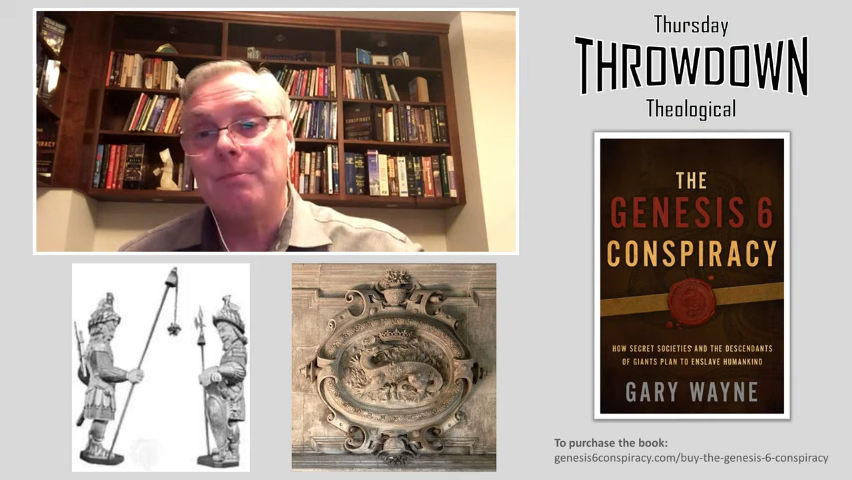 Thursday
THROWDOWN
Theological
THE
GENESIS 6
CONSPIRACY
HOW SECRET SOCIETIES AND THE DESCENDANTS
OF GIANTS PLAN TO ENSLAVE HUMANKIND
GARY WAYNE
To purchase the book:
genesis6conspiracy.com/buy-the-genesis-6-conspiracy